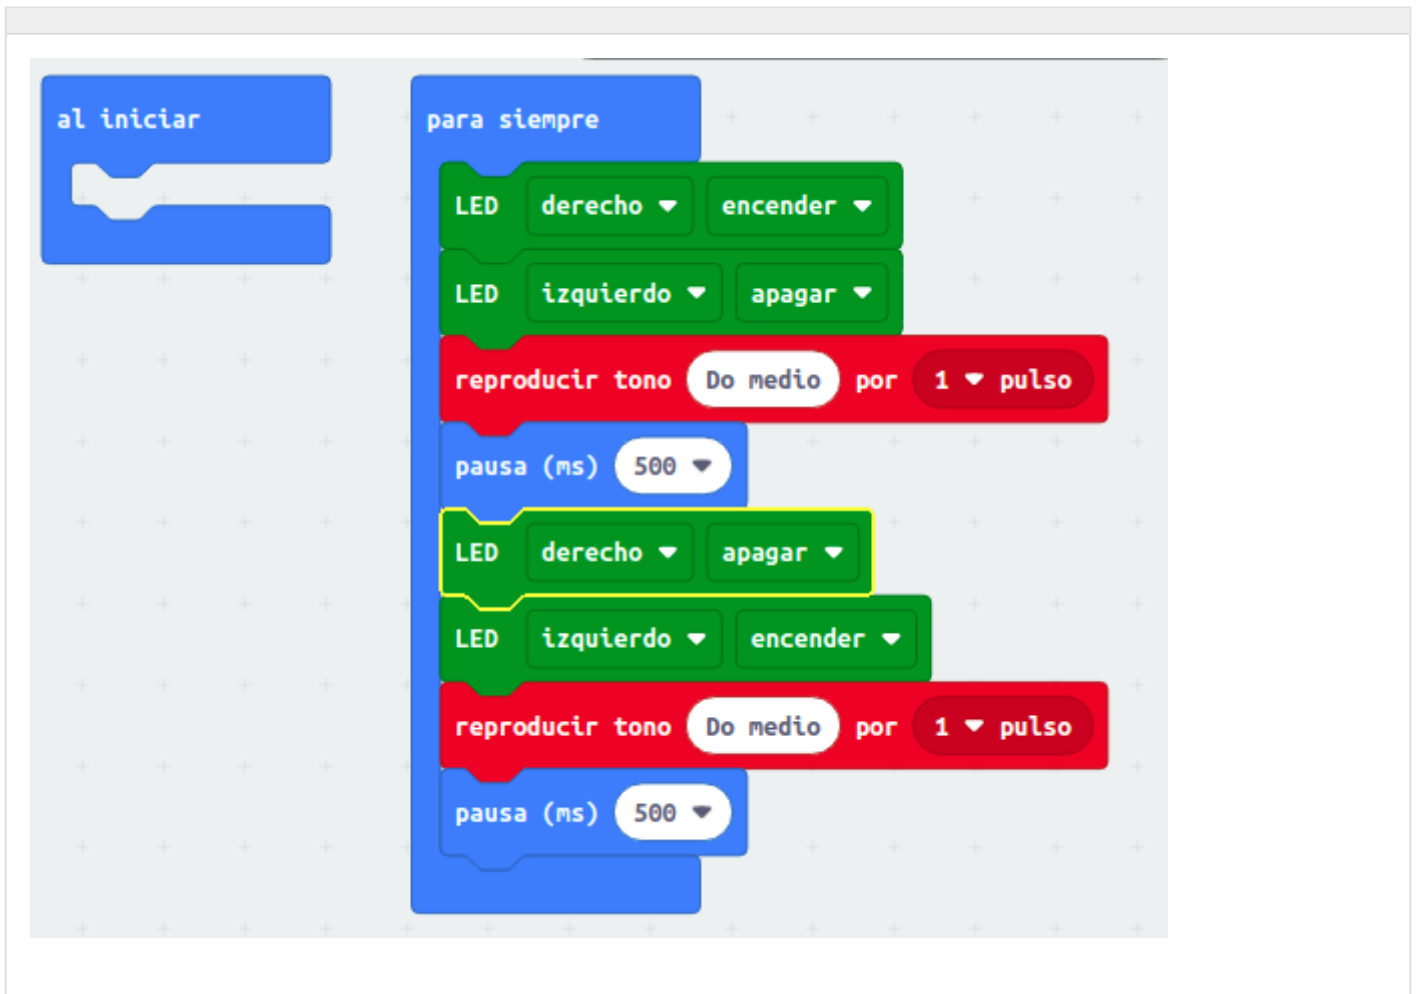 al iniciar
para siempre
LED derecho encender
LED izquierdo apagar
reproducir tono Do medio por 1 pulso
pausa (ms) 500
LED derecho apagar
LED izquierdo encender
reproducir tono Do medio por 1 pulso
pausa (ms) 500